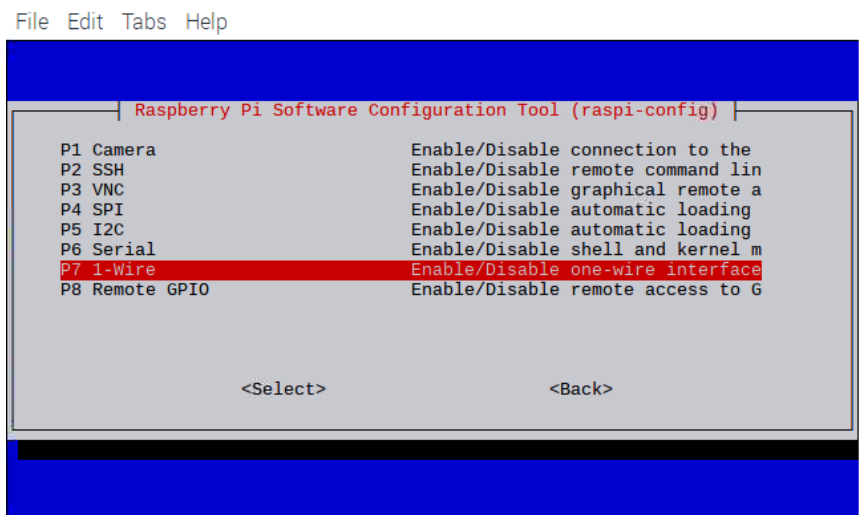 File Edit Tabs Help
Raspberry Pi Software Configuration Tool (raspi-config)
P1 Camera Enable/Disable connection to the
P2 SSH Enable/Disable remote command lin
P3 VNC Enable/Disable graphical remote a
P4 SPI Enable/Disable automatic loading
P5 I2C Enable/Disable automatic loading
P6 Serial Enable/Disable shell and kernel m
P7 1-Wire Enable/Disable one-wire interface
P8 Remote GPIO Enable/Disable remote access to G
<Select> <Back>